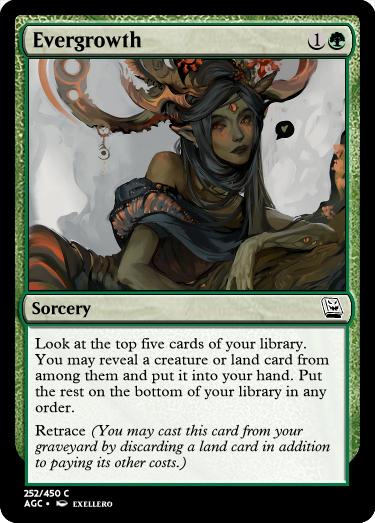 Evergrowth 1
Sorcery
Look at the top five cards of your library.
You may reveal a creature or land card from
among them and put it into your hand. Put
the rest on the bottom of your library in any
order.
Retrace (You may cast this card from your
graveyard by discarding a land card in addition
to paying its other costs.)
252/450 C
AGC • EXELLERO